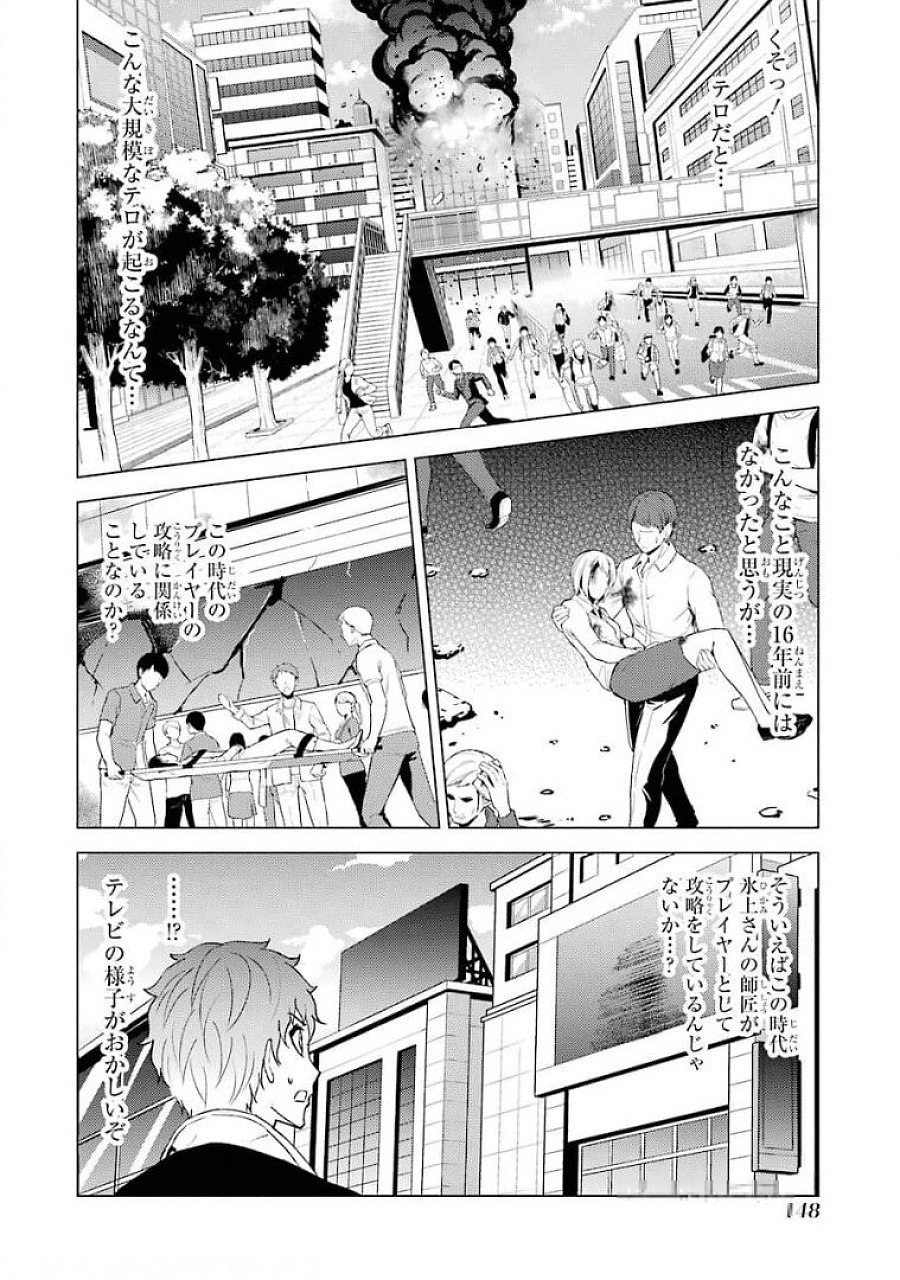 くそっ！
テロだと…
こんな大規模なテロが起こるなんて…
こんなこと現実の16年前には
なかったと思うが…
この時代の
プレイヤーの
攻略に関係
している
ことなのか？
そういえばこの時代
氷上さんの師匠が
プレイヤーとして
攻略をしているんじゃ
ないか…？
……!?
テレビの様子がおかしいぞ
148